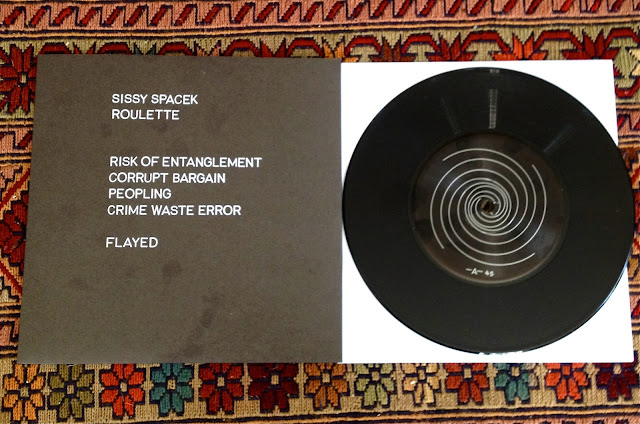 SISSY SPACEK
ROULETTE
RISK OF ENTANGLEMENT
CORRUPT BARGAIN
PEOPLING
CRIME WASTE ERROR
FLAYED
—A— 45